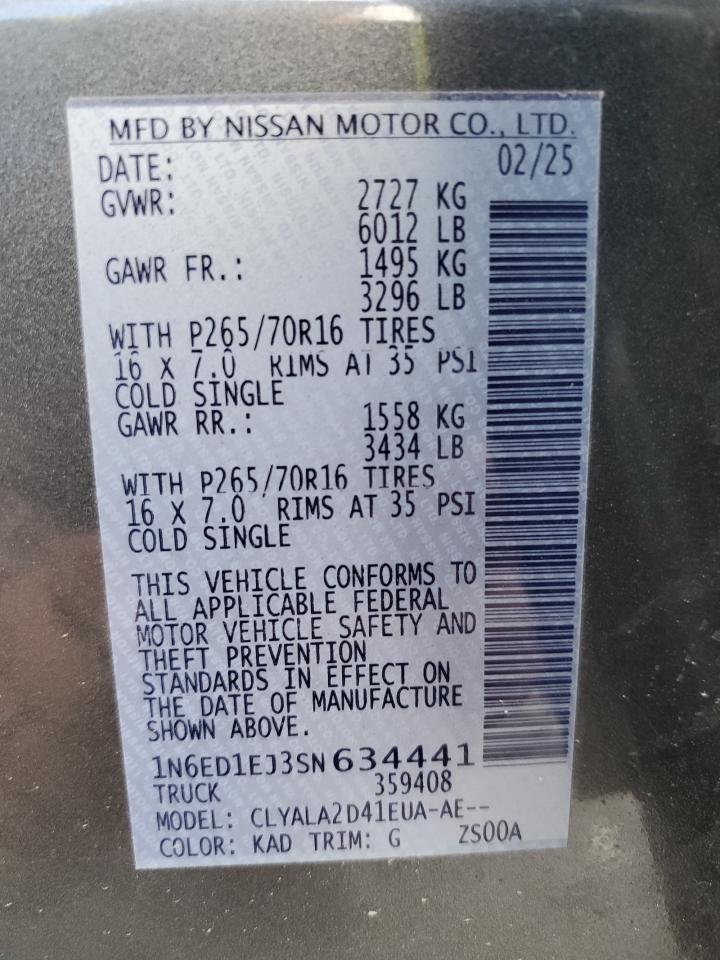 MFD BY NISSAN MOTOR CO., LTD.
DATE: 02/25
GVWR: 2727 KG
6012 LB
GAWR FR.: 1495 KG
3296 LB
WITH P265/70R16 TIRES
16 X 7.0 RIMS AT 35 PSI
COLD SINGLE
GAWR RR.: 1558 KG
3434 LB
WITH P265/70R16 TIRES
16 X 7.0 RIMS AT 35 PSI
COLD SINGLE
THIS VEHICLE CONFORMS TO
ALL APPLICABLE FEDERAL
MOTOR VEHICLE SAFETY AND
THEFT PREVENTION
STANDARDS IN EFFECT ON
THE DATE OF MANUFACTURE
SHOWN ABOVE.
1N6ED1EJ3SN634441
TRUCK 359408
MODEL: CLYALA2D41EUA-AE--
COLOR: KAD TRIM: G ZS00A